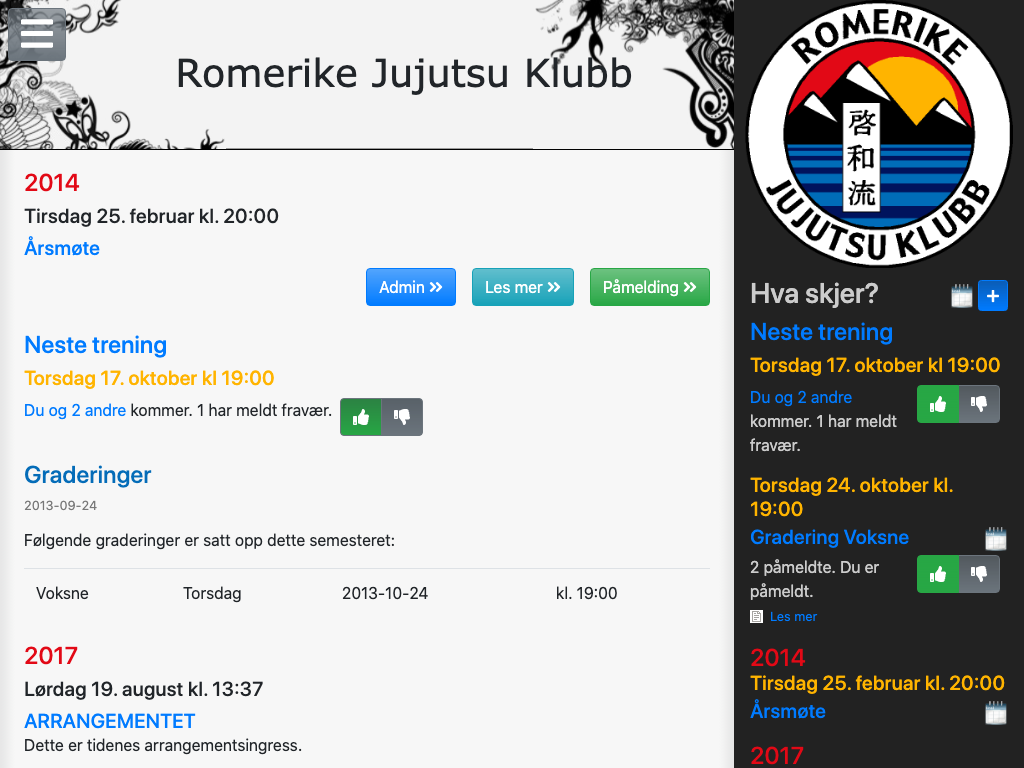 Romerike Jujutsu Klubb
2014
Tirsdag 25. februar kl. 20:00
Årsmøte
Admin »
Les mer »
Påmelding »
Neste trening
Torsdag 17. oktober kl 19:00
Du og 2 andre kommer. 1 har meldt fravær.
Graderinger
2013-09-24
Følgende graderinger er satt opp dette semesteret:
Voksne Torsdag 2013-10-24 kl. 19:00
2017
Lørdag 19. august kl. 13:37
ARRANGEMENTET
Dette er tidenes arrangementsingress.
ROMERIKE
啓和流
JUJUTSU KLUBB
Hva skjer?
+
Neste trening
Torsdag 17. oktober kl 19:00
Du og 2 andre
kommer. 1 har meldt
fravær.
Torsdag 24. oktober kl.
19:00
Gradering Voksne
2 påmeldte. Du er
påmeldt.
Les mer
2014
Tirsdag 25. februar kl. 20:00
Årsmøte
2017